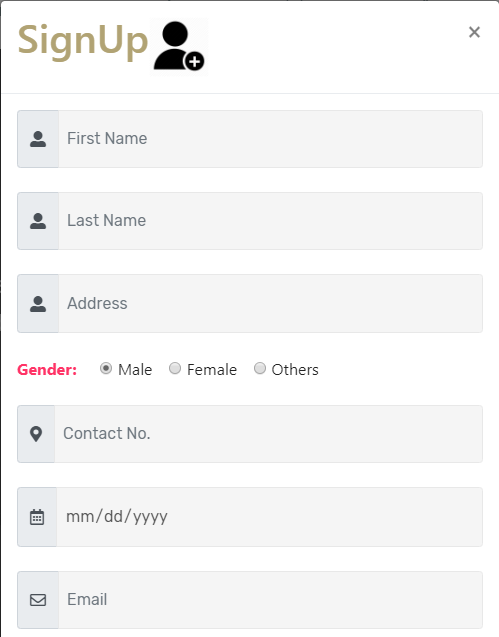 SignUp
×
First Name
Last Name
Address
Gender: Male Female Others
Contact No.
mm/dd/yyyy
Email